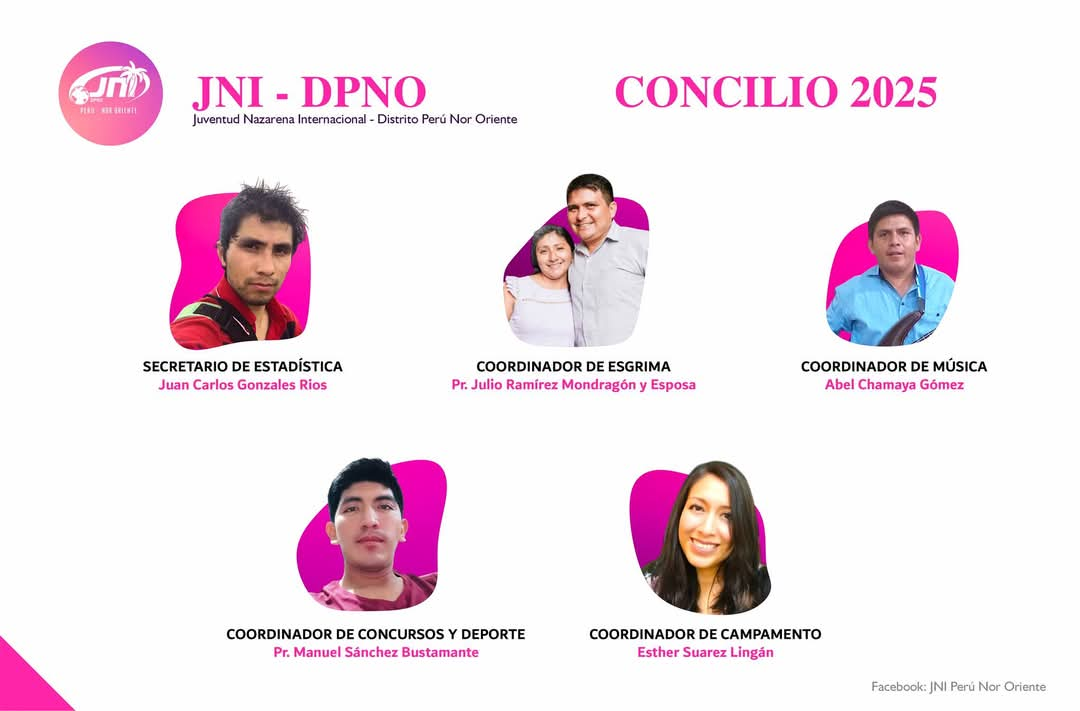 JNI
DPNO
PERÚ NOR ORIENTE
JNI - DPNO
Juventud Nazarena Internacional - Distrito Perú Nor Oriente
CONCILIO 2025
SECRETARIO DE ESTADÍSTICA
Juan Carlos Gonzales Rios
COORDINADOR DE ESGRIMA
Pr. Julio Ramírez Mondragón y Esposa
COORDINADOR DE MÚSICA
Abel Chamaya Gómez
COORDINADOR DE CONCURSOS Y DEPORTE
Pr. Manuel Sánchez Bustamante
COORDINADOR DE CAMPAMENTO
Esther Suarez Lingán
Facebook: JNI Perú Nor Oriente